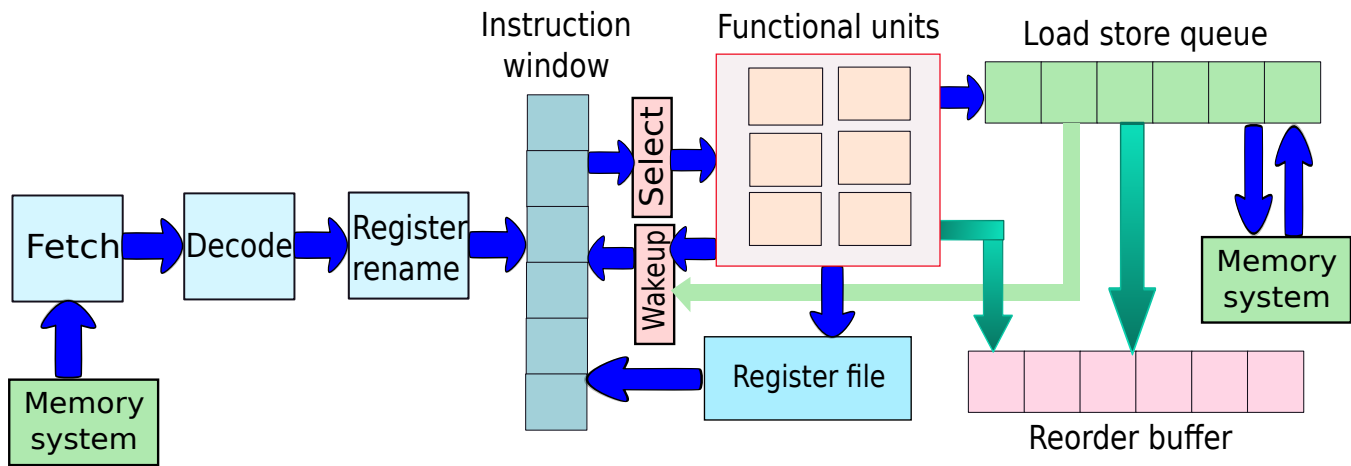 Instruction
window
Functional units
Load store queue
Select
Fetch
Decode
Register
rename
Wakeup
Memory
system
Register file
Memory
system
Reorder buffer